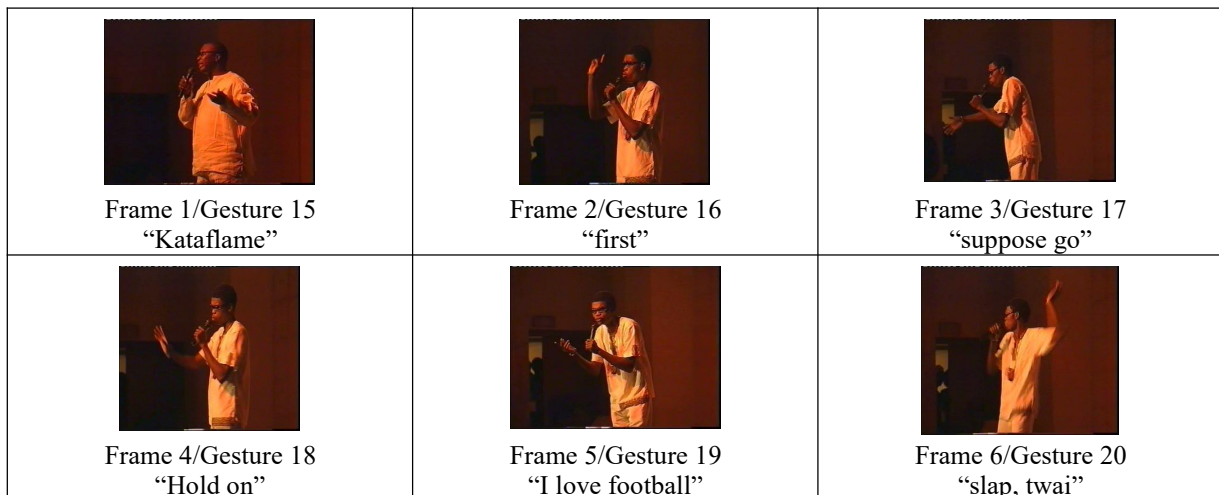 Frame 1/Gesture 15
“Kataflame”
Frame 2/Gesture 16
“first”
Frame 3/Gesture 17
“suppose go”
Frame 4/Gesture 18
“Hold on”
Frame 5/Gesture 19
“I love football”
Frame 6/Gesture 20
“slap, twai”